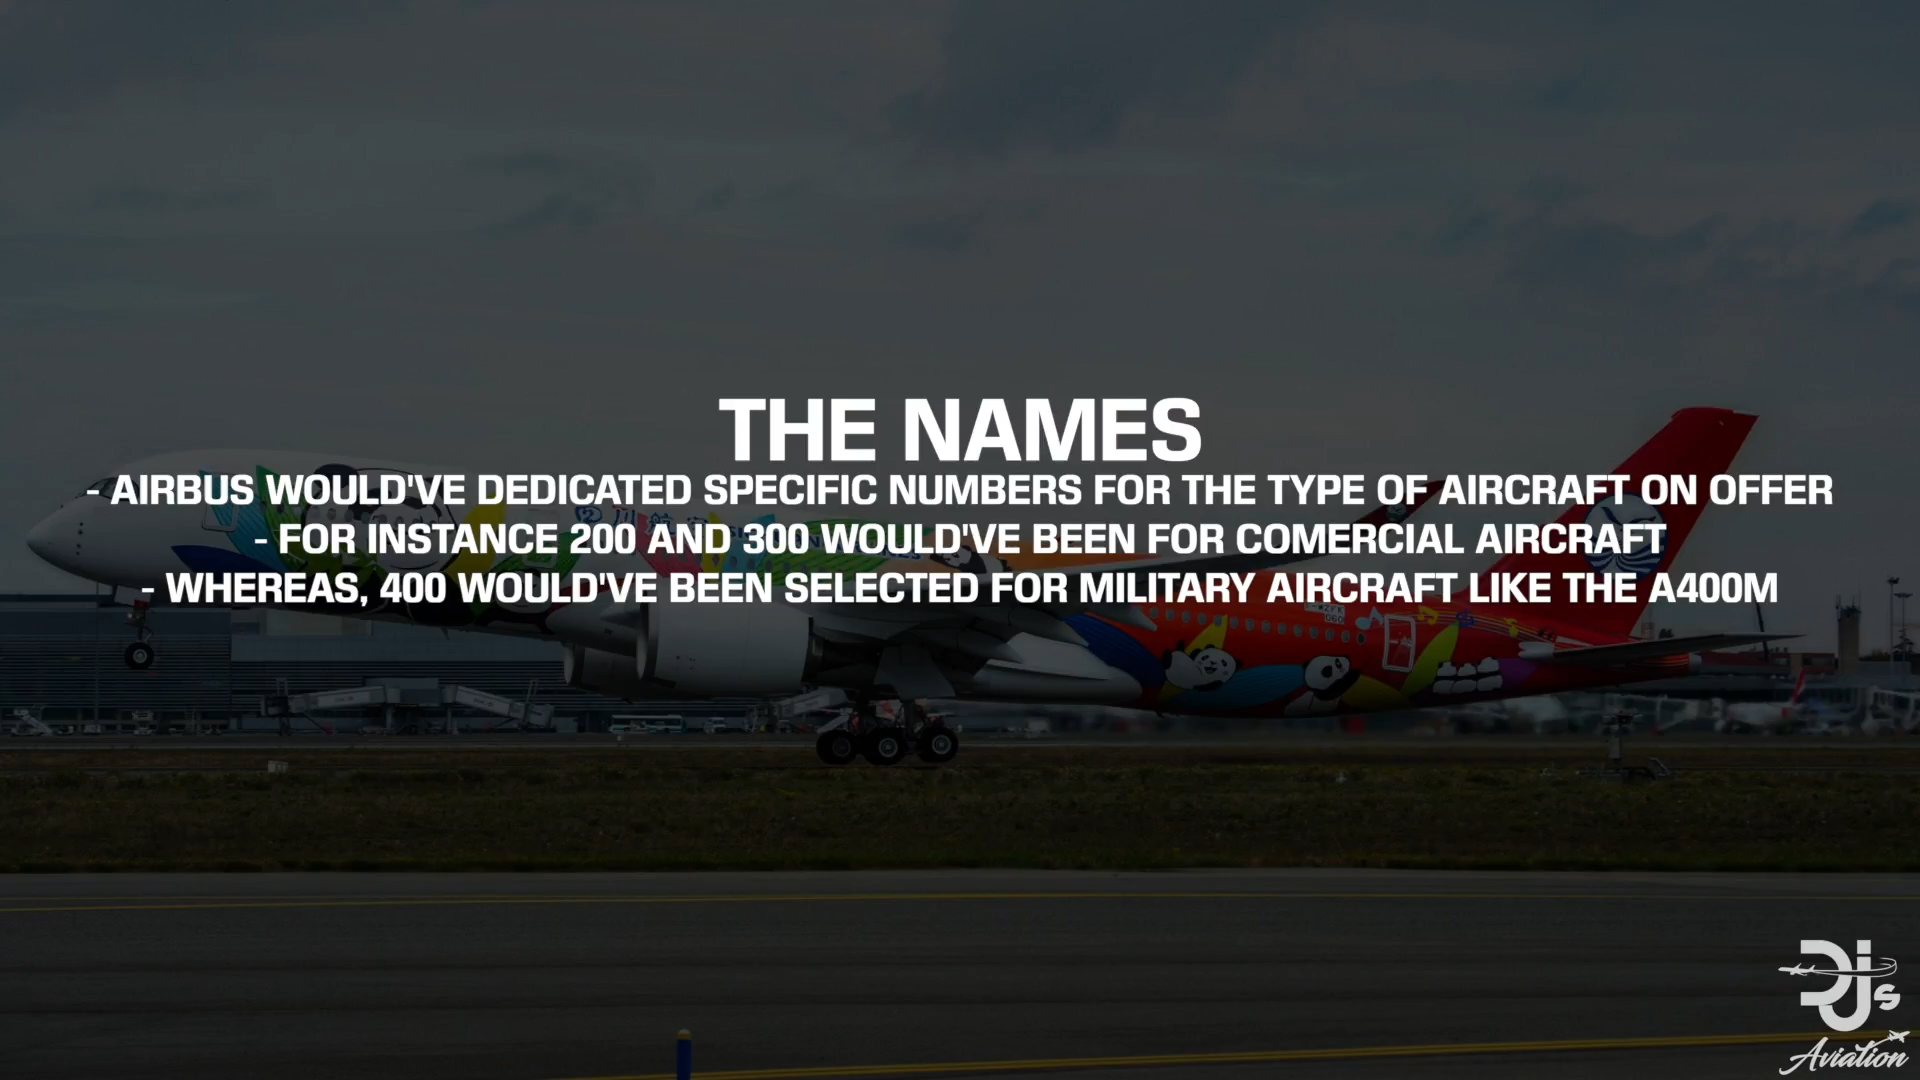 THE NAMES
- AIRBUS WOULD'VE DEDICATED SPECIFIC NUMBERS FOR THE TYPE OF AIRCRAFT ON OFFER
- FOR INSTANCE 200 AND 300 WOULD'VE BEEN FOR COMERCIAL AIRCRAFT
- WHEREAS, 400 WOULD'VE BEEN SELECTED FOR MILITARY AIRCRAFT LIKE THE A400M
060
DJs
Aviation